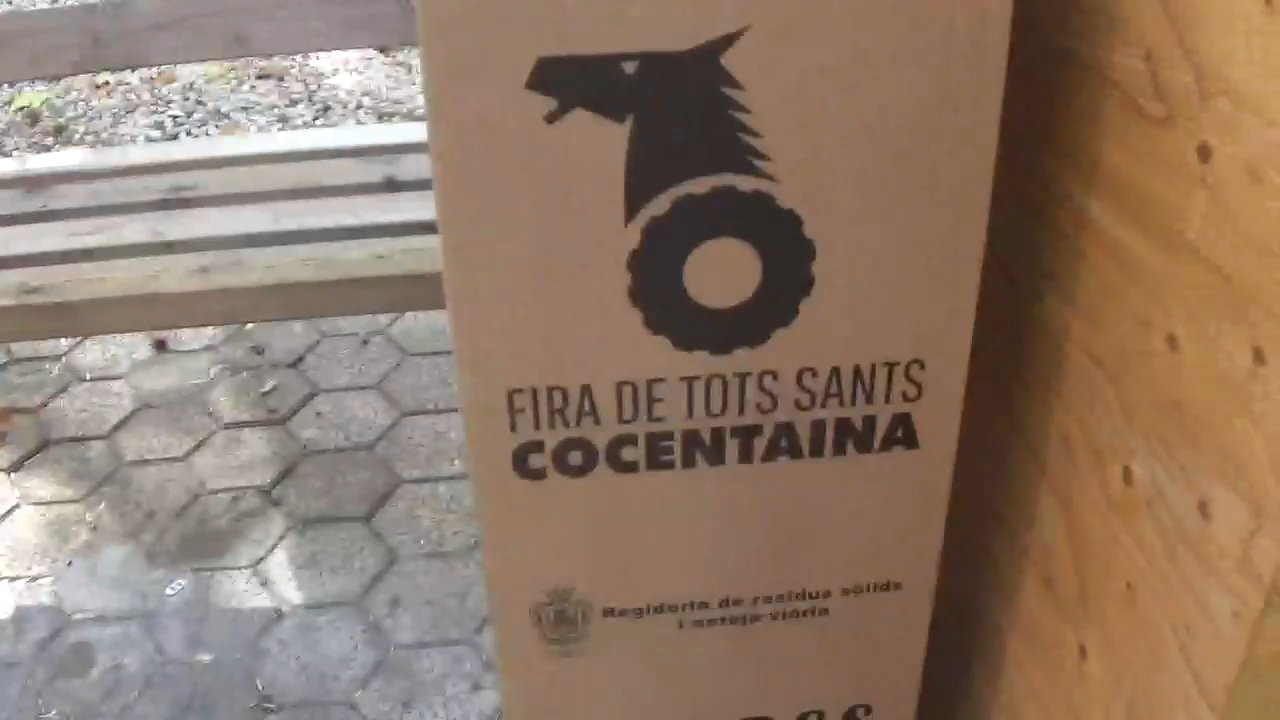 FIRA DE TOTS SANTS
COCENTAINA
Regidoria de residus sòlids
i neteja viària